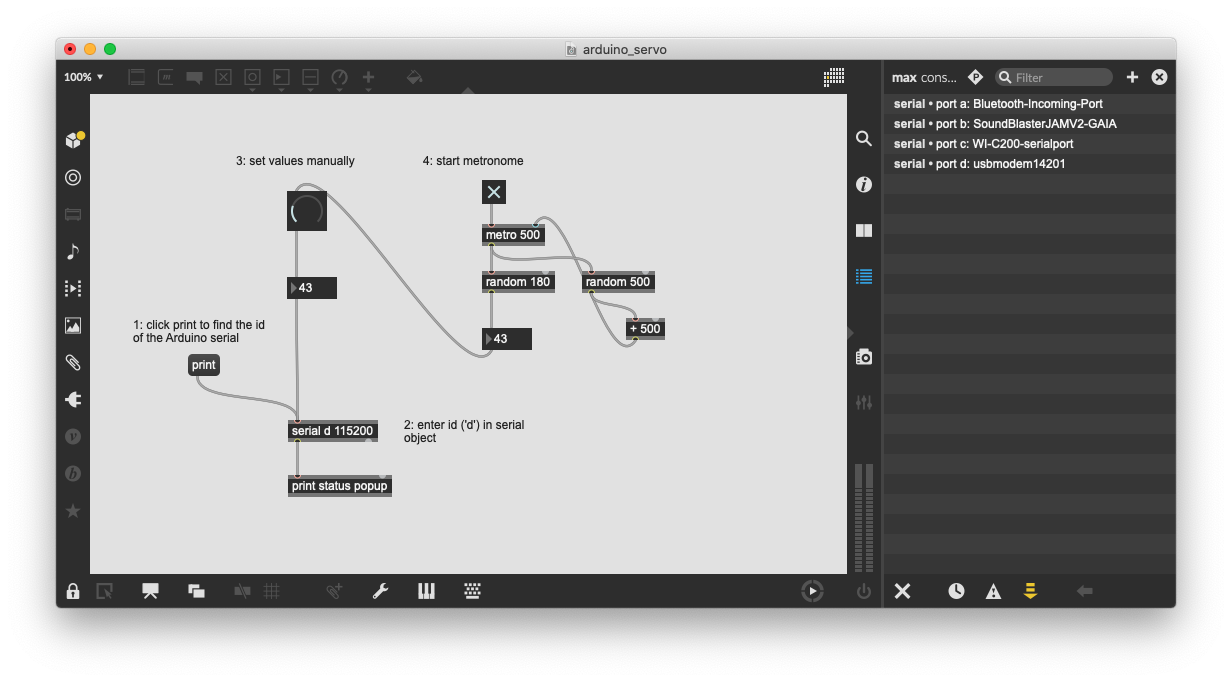 arduino_servo
100%
max cons...
Filter
serial • port a: Bluetooth-Incoming-Port
serial • port b: SoundBlasterJAMV2-GAIA
serial • port c: WI-C200-serialport
serial • port d: usbmodem14201
3: set values manually
4: start metronome
metro 500
random 180
random 500
43
+ 500
1: click print to find the id
of the Arduino serial
43
print
serial d 115200
2: enter id ('d') in serial
object
print status popup